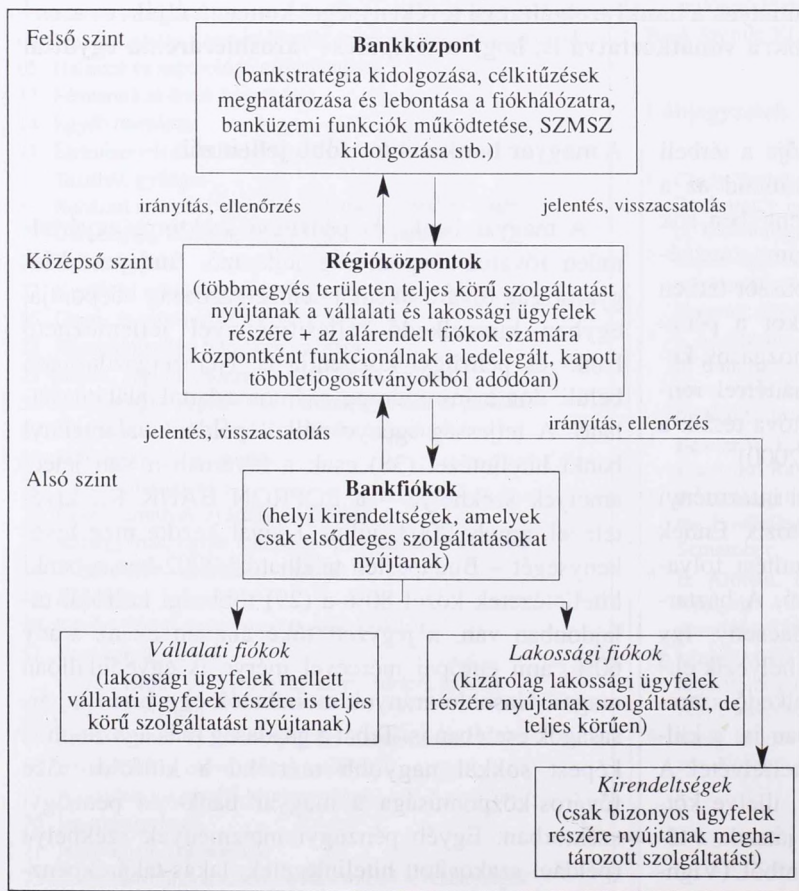 Felső szint
Bankközpont
(bankstratégia kidolgozása, célkitűzések
meghatározása és lebontása a fiókhálózatra,
banküzemi funkciók működtetése, SZMSZ
kidolgozása stb.)
irányítás, ellenőrzés
jelentés, visszacsatolás
Középső szint
Régióközpontok
(többmegyés területen teljes körű szolgáltatást
nyújtanak a vállalati és lakossági ügyfelek
részére + az alárendelt fiókok számára
központként funkcionálnak a ledelegált, kapott
többletjogosítványokból adódóan)
jelentés, visszacsatolás
irányítás, ellenőrzés
Alsó szint
Bankfiókok
(helyi kirendeltségek, amelyek
csak elsődleges szolgáltatásokat
nyújtanak)
Vállalati fiókok
(lakossági ügyfelek mellett
vállalati ügyfelek részére is teljes
körű szolgáltatást nyújtanak)
Lakossági fiókok
(kizárólag lakossági ügyfelek
részére nyújtanak szolgáltatást, de
teljes körűen)
Kirendeltségek
(csak bizonyos ügyfelek
részére nyújtanak megha-
tározott szolgáltatást)